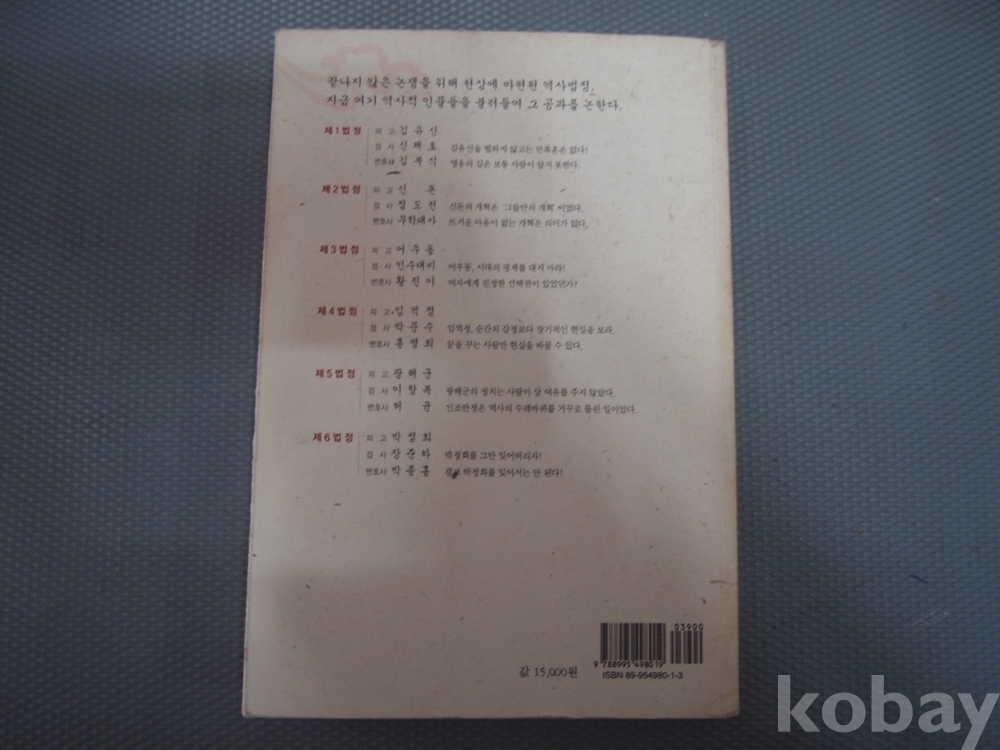 끝나지 않은 논쟁을 위해 천상에 마련된 역사법정.
지금 여기 역사적 인물들을 불러들여 그 공과를 논한다.
제1법정 피 고 김 유 신
검 사 신 채 호 김유신을 벌하지 않고는 민족혼은 없다!
변호사 김 부 식 영웅의 깊은 뜻 보통 사람이 알지 못한다.
제2법정 피 고 신 돈
검 사 정 도 전 신돈의 개혁은 '그들만의 개혁'이었다.
변호사 무학대사 뜨거운 마음이 없는 개혁은 의미가 없다.
제3법정 피 고 어 우 동
검 사 인수대비 어우동, 시대의 핑계를 대지 마라!
변호사 황 진 이 여자에게 진정한 선택권이 있었던가?
제4법정 피 고 임 꺽 정
검 사 박 문 수 임꺽정, 순간의 감정보다 장기적인 현실을 보라.
변호사 홍 명 희 꿈을 꾸는 사람만 현실을 바꿀 수 있다.
제5법정 피 고 광 해 군
검 사 이 항 복 광해군의 정치는 사람이 살 여유를 주지 않았다.
변호사 허 균 인조반정은 역사의 수레바퀴를 거꾸로 돌린 일이었다.
제6법정 피 고 박 정 희
검 사 장 준 하 박정희를 그만 잊어버리자!
변호사 박 종 홍 결코 박정희를 잊어서는 안 된다!
03900
9 788995 498019
값 15,000원
ISBN 89-954980-1-3
kobay